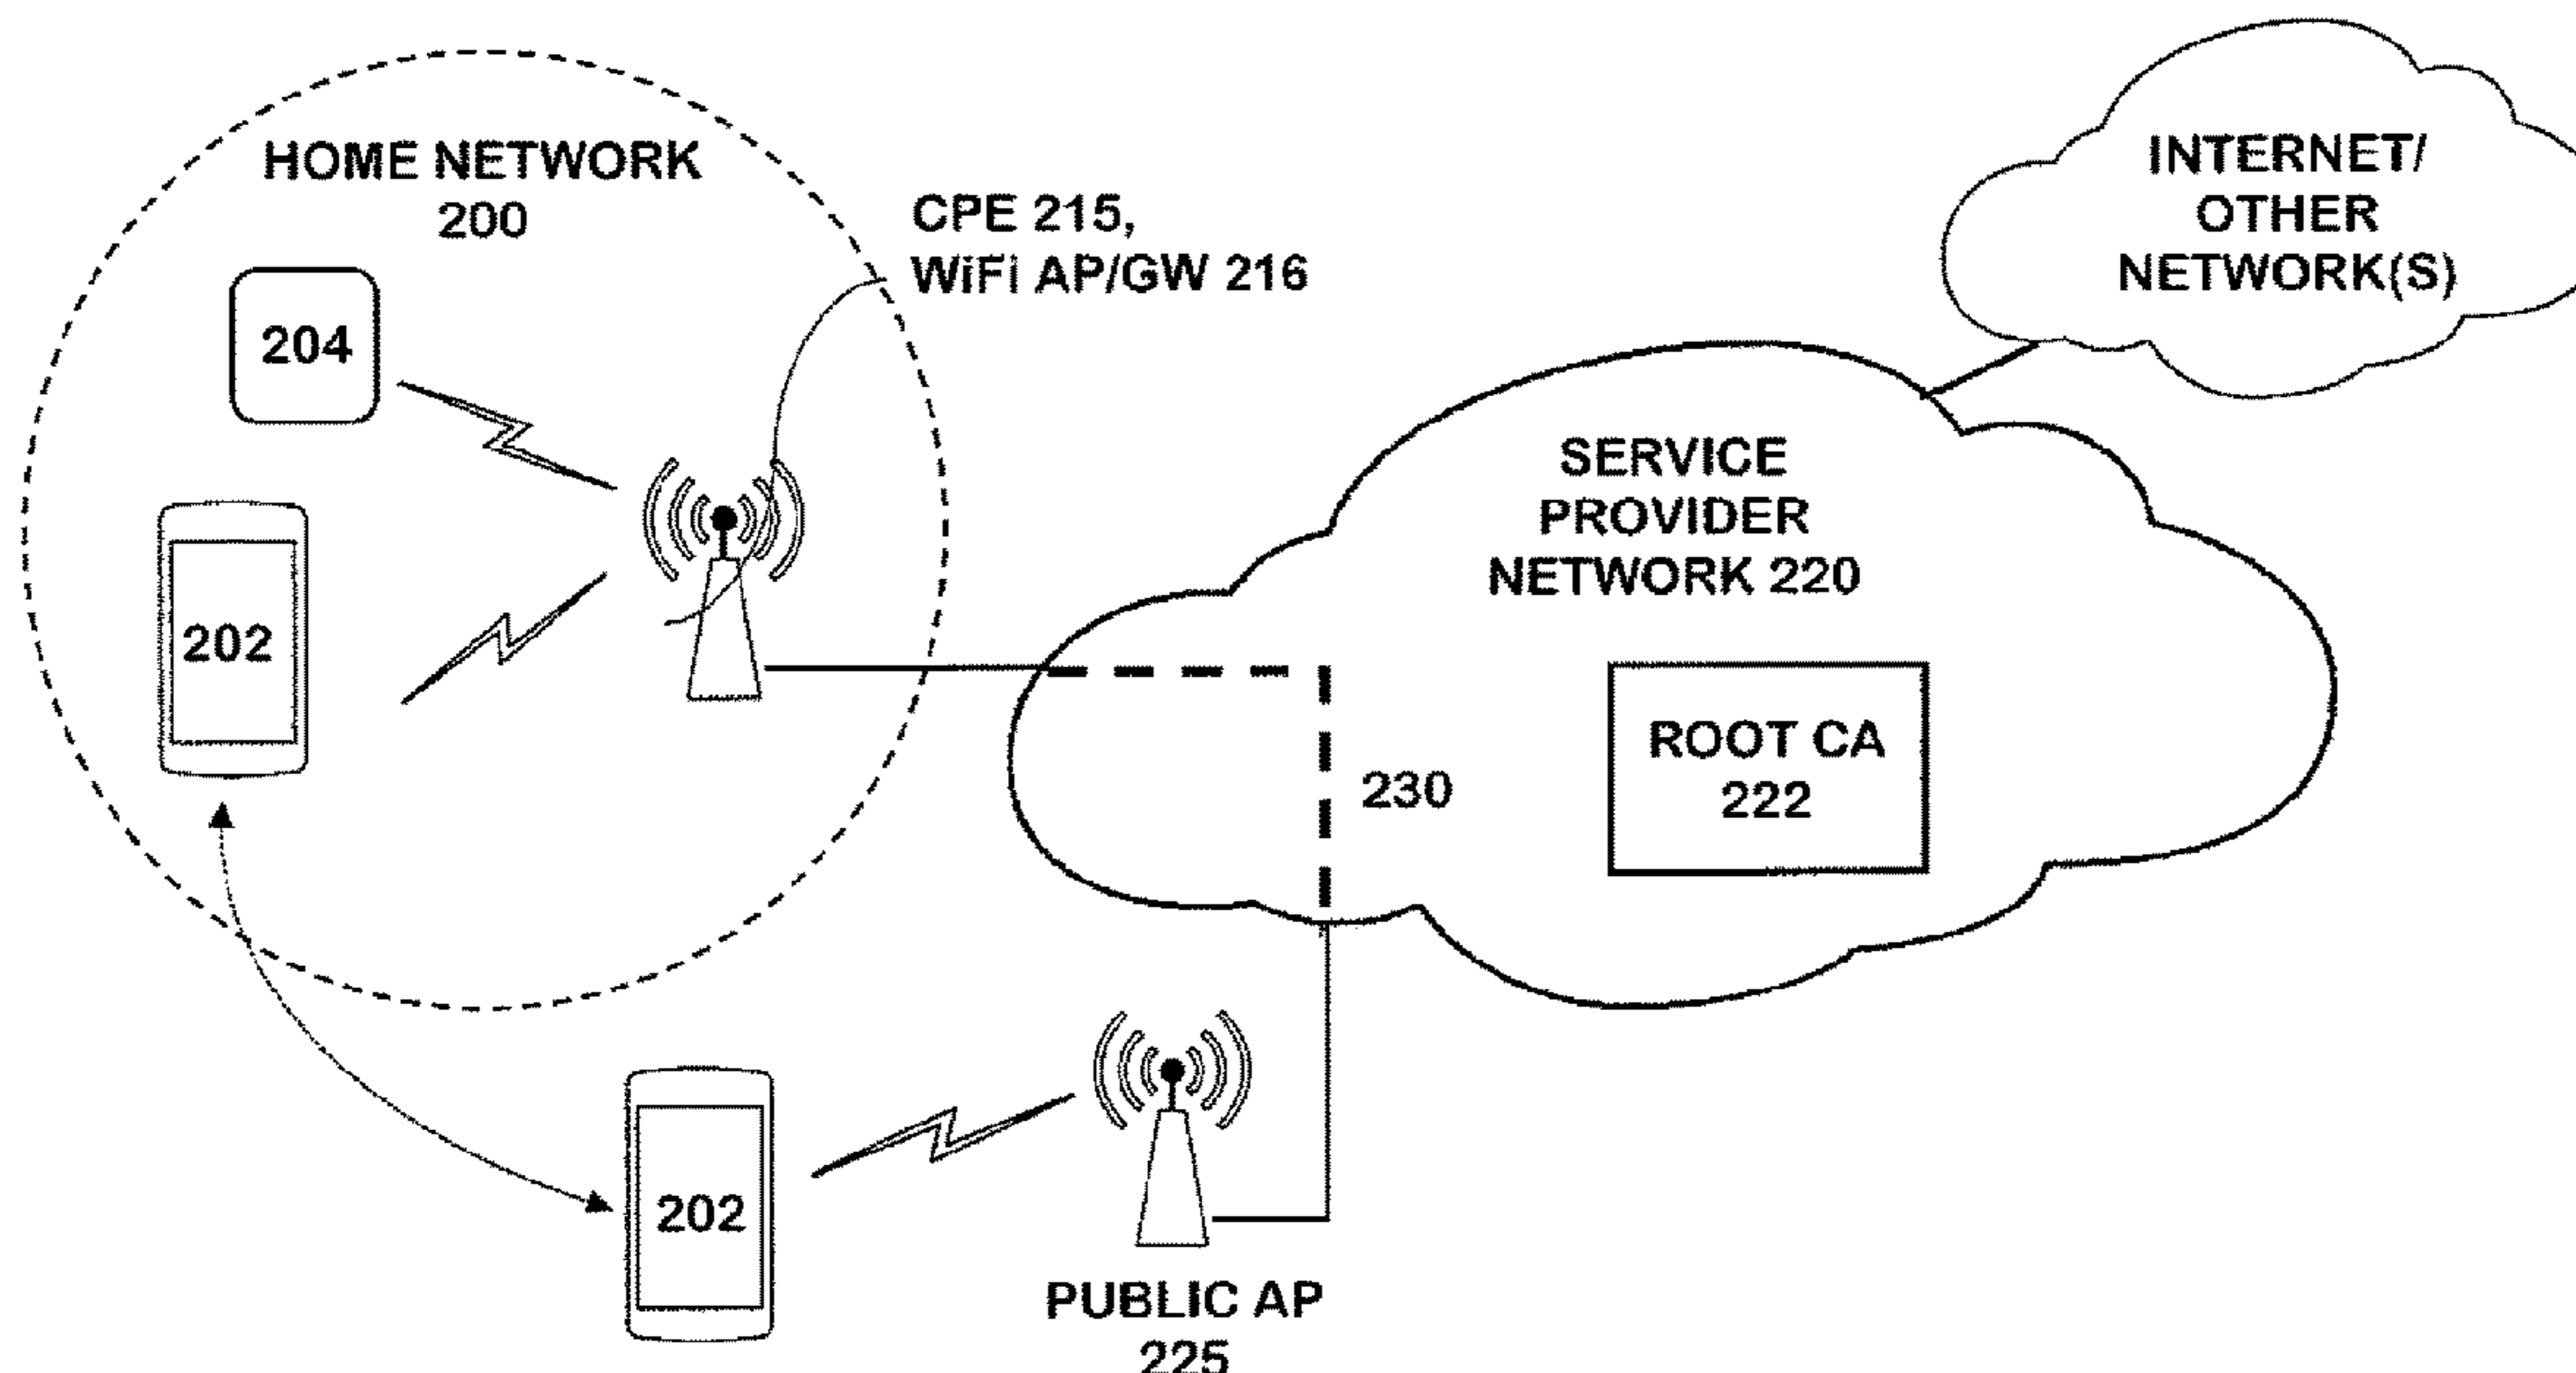 HOME NETWORK
200
CPE 215,
WiFi AP/GW 216
INTERNET/
OTHER
NETWORK(S)
204
202
SERVICE
PROVIDER
NETWORK 220
ROOT CA
222
230
202
PUBLIC AP
225